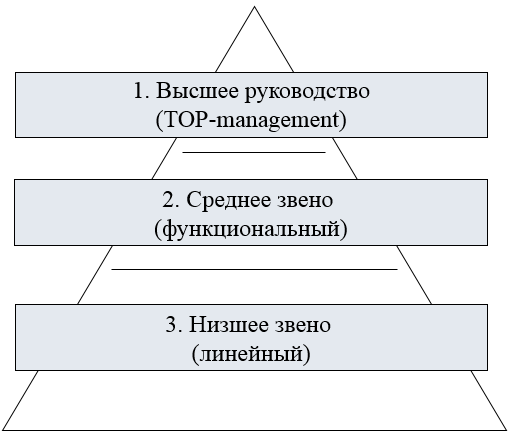 1. Высшее руководство
(TOP-management)
2. Среднее звено
(функциональный)
3. Низшее звено
(линейный)